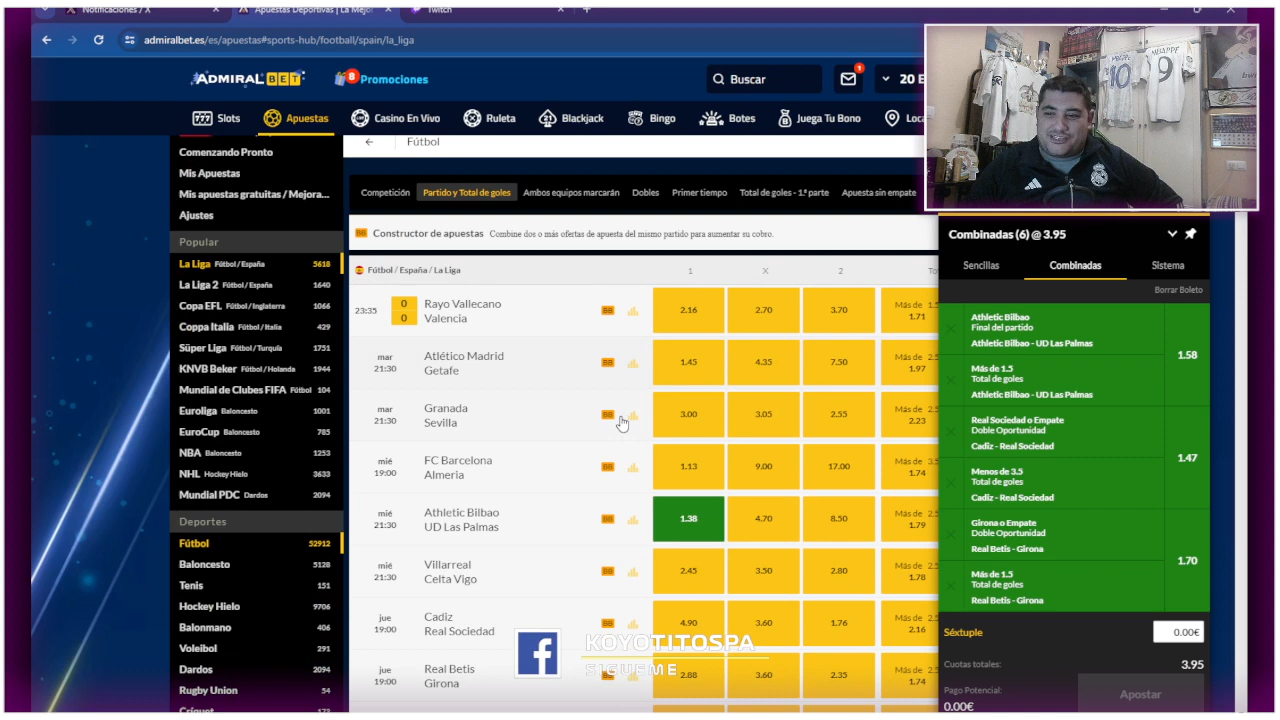 Notificaciones / X
Apuestas Deportivas | La Mejor
Twitch
admiralbet.es/es/apuestas#sports-hub/football/spain/la_liga
ADMIRALBET
8 Promociones
Buscar
1
20 E
777 Slots
Apuestas
Casino En Vivo
Ruleta
Blackjack
Bingo
Botes
Juega Tu Bono
Loca
Comenzando Pronto
Mis Apuestas
Mis apuestas gratuitas / Mejora...
Ajustes
Popular
La Liga Fútbol / España 5618
La Liga 2 Fútbol / España 1640
Copa EFL Fútbol / Inglaterra 1066
Coppa Italia Fútbol / Italia 429
Süper Liga Fútbol / Turquía 1751
KNVB Beker Fútbol / Holanda 1944
Mundial de Clubes FIFA Fútbol 104
Euroliga Baloncesto 1001
EuroCup Baloncesto 785
NBA Baloncesto 1253
NHL Hockey Hielo 3633
Mundial PDC Dardos 2094
Deportes
Fútbol 52912
Baloncesto 5128
Tenis 151
Hockey Hielo 9706
Balonmano 406
Voleibol 291
Dardos 2094
Rugby Union 54
Críquet 173
Fútbol
Competición
Partido y Total de goles
Ambos equipos marcarán
Dobles
Primer tiempo
Total de goles - 1.ª parte
Apuesta sin empate
BB Constructor de apuestas Combine dos o más ofertas de apuesta del mismo partido para aumentar su cobro.
Fútbol / España / La Liga 1 X 2 To
23:35 0 0 Rayo Vallecano
Valencia
BB 2.16 2.70 3.70 Más de 1.5
1.71
mar 21:30 Atlético Madrid
Getafe
BB 1.45 4.35 7.50 Más de 2.5
1.97
mar 21:30 Granada
Sevilla
BB 3.00 3.05 2.55 Más de 2.5
2.23
mié 19:00 FC Barcelona
Almeria
BB 1.13 9.00 17.00 Más de 3.5
1.74
mié 21:30 Athletic Bilbao
UD Las Palmas
BB 1.38 4.70 8.50 Más de 2.5
1.79
mié 21:30 Villarreal
Celta Vigo
BB 2.45 3.50 2.80 Más de 2.5
1.78
jue 19:00 Cadiz
Real Sociedad
4.90 3.60 1.76 Más de 2.5
2.16
jue 19:00 Real Betis
Girona
BB 2.88 3.60 2.35 Más de 2.5
1.74
KOYOTITOSPA
SIGUEME
MBAPPE
10
MBAPPE
9
Combinadas (6) @ 3.95
Sencillas
Combinadas
Sistema
Borrar Boleto
Athletic Bilbao
Final del partido
Athletic Bilbao - UD Las Palmas
1.58
Más de 1.5
Total de goles
Athletic Bilbao - UD Las Palmas
Real Sociedad o Empate
Doble Oportunidad
Cadiz - Real Sociedad
1.47
Menos de 3.5
Total de goles
Cadiz - Real Sociedad
Girona o Empate
Doble Oportunidad
Real Betis - Girona
1.70
Más de 1.5
Total de goles
Real Betis - Girona
Séxtuple 0.00€
Cuotas totales: 3.95
Pago Potencial:
0.00€
Apostar